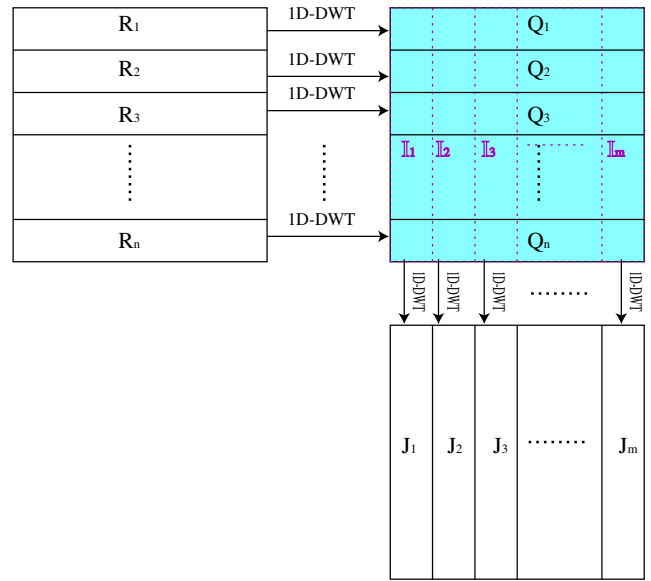 R1 1D-DWT Q1
R2 1D-DWT Q2
R3 1D-DWT Q3
𝕀1 𝕀2 𝕀3 𝕀m
Rn 1D-DWT Qn
1D-DWT 1D-DWT 1D-DWT 1D-DWT
J1 J2 J3 Jm